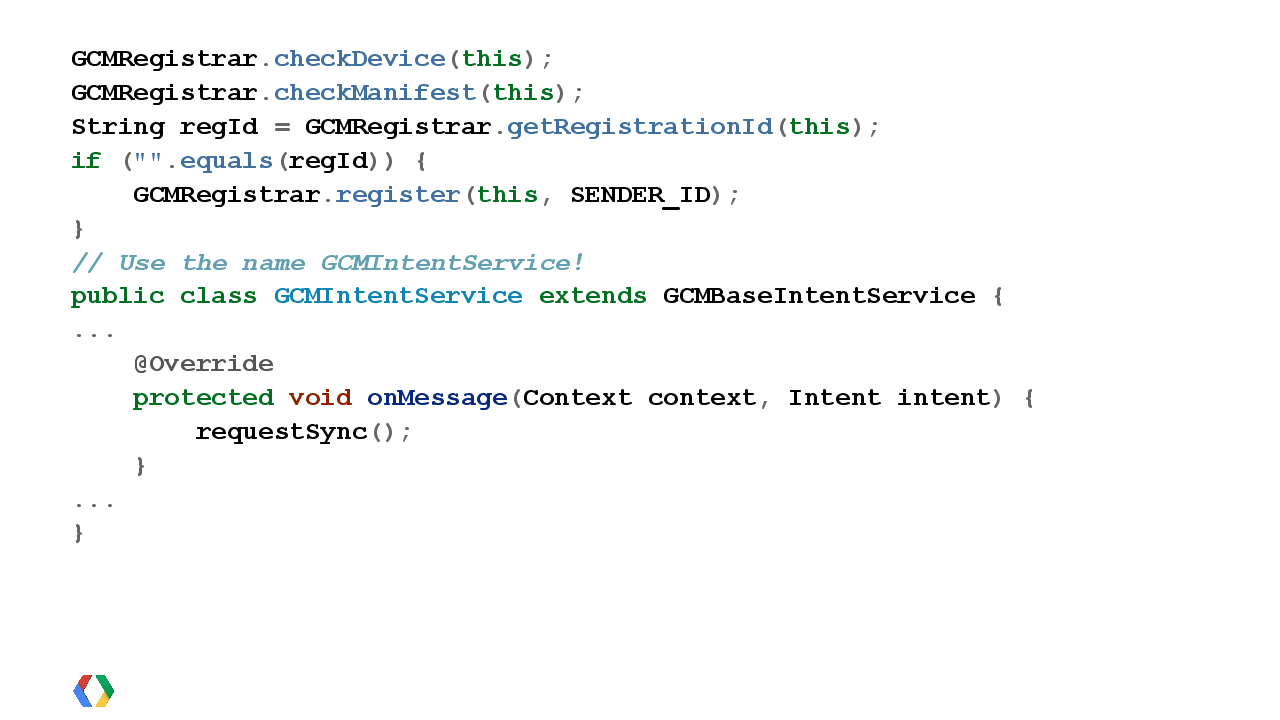 GCMRegistrar.checkDevice(this);
GCMRegistrar.checkManifest(this);
String regId = GCMRegistrar.getRegistrationId(this);
if ("".equals(regId)) {
    GCMRegistrar.register(this, SENDER_ID);
}
// Use the name GCMIntentService!
public class GCMIntentService extends GCMBaseIntentService {
...
    @Override
    protected void onMessage(Context context, Intent intent) {
        requestSync();
    }
...
}